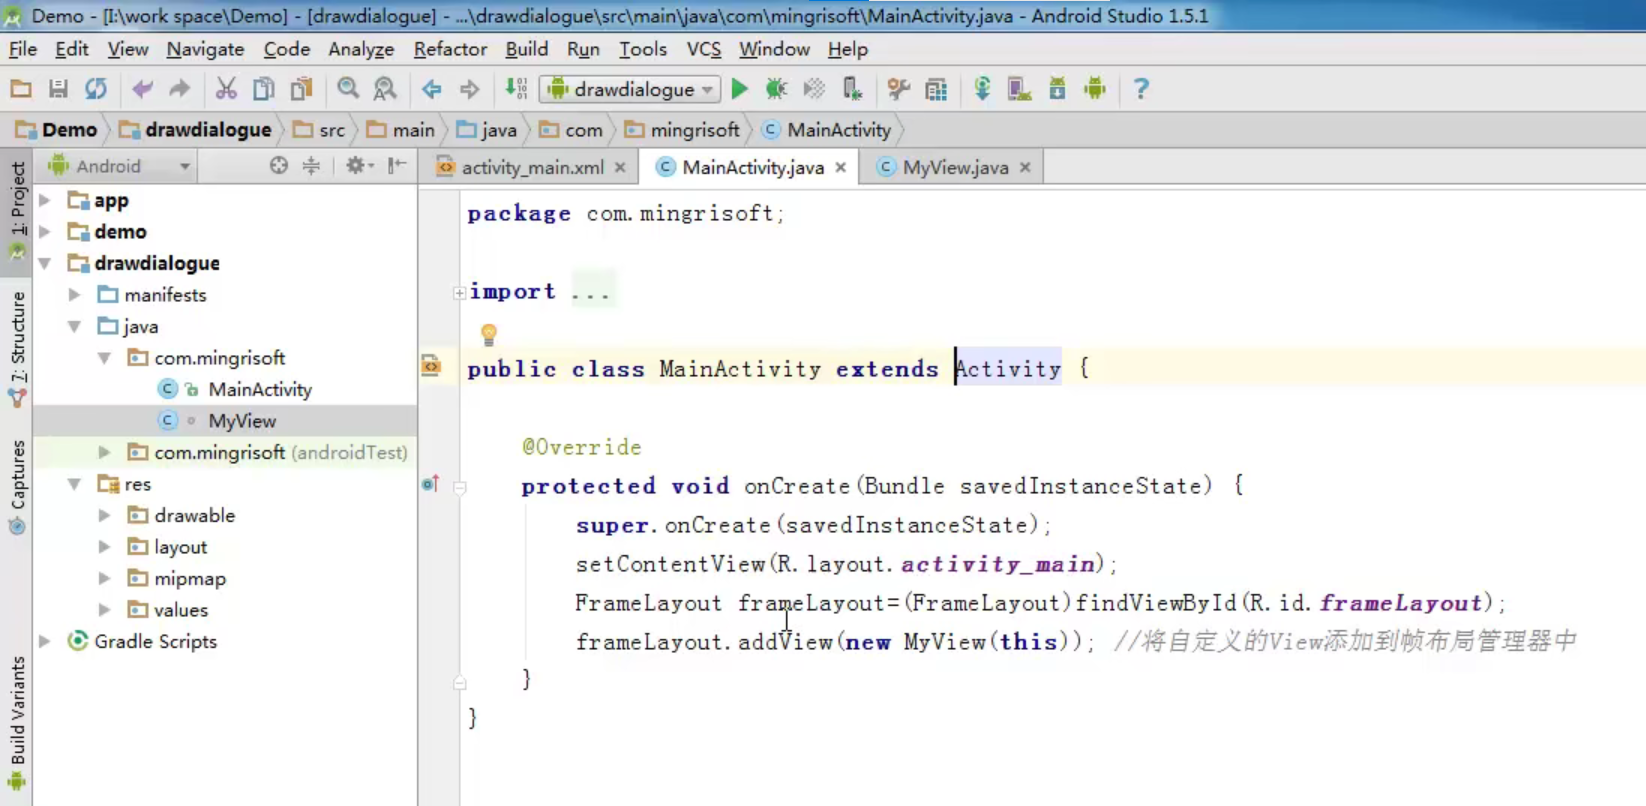 Demo - [I:\work space\Demo] - [drawdialogue] - ...\drawdialogue\src\main\java\com\mingrisoft\MainActivity.java - Android Studio 1.5.1
File Edit View Navigate Code Analyze Refactor Build Run Tools VCS Window Help
drawdialogue
Demo drawdialogue src main java com mingrisoft MainActivity
Android
activity_main.xml MainActivity.java MyView.java
1: Project
7: Structure
Captures
Build Variants
app
demo
drawdialogue
manifests
java
com.mingrisoft
MainActivity
MyView
com.mingrisoft (androidTest)
res
drawable
layout
mipmap
values
Gradle Scripts
package com.mingrisoft;
import ...
public class MainActivity extends Activity {
@Override
protected void onCreate(Bundle savedInstanceState) {
super.onCreate(savedInstanceState);
setContentView(R.layout.activity_main);
FrameLayout frameLayout=(FrameLayout)findViewById(R.id.frameLayout);
frameLayout.addView(new MyView(this)); //将自定义的View添加到帧布局管理器中
}
}